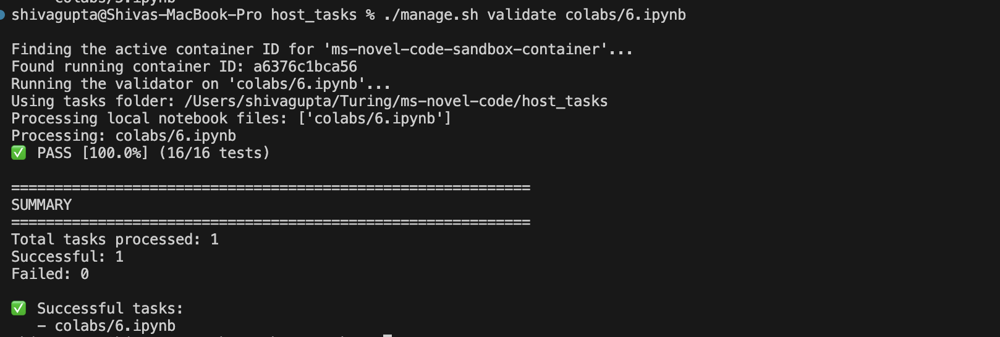 colabs/5.ipynb
shivagupta@Shivas-MacBook-Pro host_tasks % ./manage.sh validate colabs/6.ipynb
Finding the active container ID for 'ms-novel-code-sandbox-container'...
Found running container ID: a6376c1bca56
Running the validator on 'colabs/6.ipynb'...
Using tasks folder: /Users/shivagupta/Turing/ms-novel-code/host_tasks
Processing local notebook files: ['colabs/6.ipynb']
Processing: colabs/6.ipynb
✅ PASS [100.0%] (16/16 tests)
============================================================
SUMMARY
============================================================
Total tasks processed: 1
Successful: 1
Failed: 0
✅ Successful tasks:
- colabs/6.ipynb